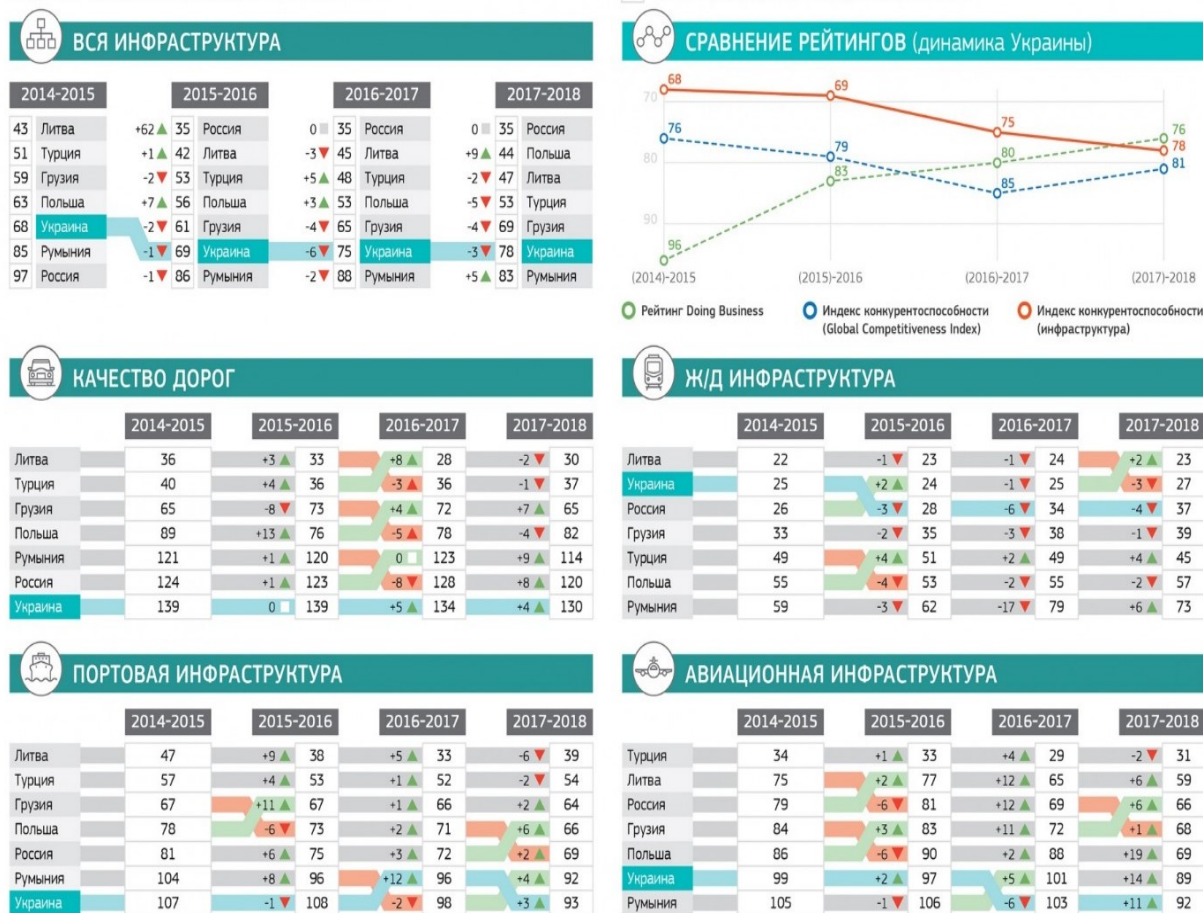 ВСЯ ИНФРАСТРУКТУРА
2014-2015 2015-2016 2016-2017 2017-2018
43 Литва +62 35 Россия 0 35 Россия 0 35 Россия
51 Турция +1 42 Литва -3 45 Литва +9 44 Польша
59 Грузия -2 53 Турция +5 48 Турция -2 47 Литва
63 Польша +7 56 Польша +3 53 Польша -5 53 Турция
68 Украина -2 61 Грузия -4 65 Грузия -4 69 Грузия
85 Румыния -1 69 Украина -6 75 Украина -3 78 Украина
97 Россия -1 86 Румыния -2 88 Румыния +5 83 Румыния
СРАВНЕНИЕ РЕЙТИНГОВ (динамика Украины)
68
70
69
76
75
76
79
80
78
80
83
81
85
90
96
(2014)-2015 (2015)-2016 (2016)-2017 (2017)-2018
Рейтинг Doing Business Индекс конкурентоспособности Индекс конкурентоспособности
(Global Competitiveness Index) (инфраструктура)
КАЧЕСТВО ДОРОГ
2014-2015 2015-2016 2016-2017 2017-2018
Литва 36 +3 33 +8 28 -2 30
Турция 40 +4 36 -3 36 -1 37
Грузия 65 -8 73 +4 72 +7 65
Польша 89 +13 76 -5 78 -4 82
Румыния 121 +1 120 0 123 +9 114
Россия 124 +1 123 -8 128 +8 120
Украина 139 0 139 +5 134 +4 130
Ж/Д ИНФРАСТРУКТУРА
2014-2015 2015-2016 2016-2017 2017-2018
Литва 22 -1 23 -1 24 +2 23
Украина 25 +2 24 -1 25 -3 27
Россия 26 -3 28 -6 34 -4 37
Грузия 33 -2 35 -3 38 -1 39
Турция 49 +4 51 +2 49 +4 45
Польша 55 -4 53 -2 55 -2 57
Румыния 59 -3 62 -17 79 +6 73
ПОРТОВАЯ ИНФРАСТРУКТУРА
2014-2015 2015-2016 2016-2017 2017-2018
Литва 47 +9 38 +5 33 -6 39
Турция 57 +4 53 +1 52 -2 54
Грузия 67 +11 67 +1 66 +2 64
Польша 78 -6 73 +2 71 +6 66
Россия 81 +6 75 +3 72 +2 69
Румыния 104 +8 96 +12 96 +4 92
Украина 107 -1 108 -2 98 +3 93
АВИАЦИОННАЯ ИНФРАСТРУКТУРА
2014-2015 2015-2016 2016-2017 2017-2018
Турция 34 +1 33 +4 29 -2 31
Литва 75 +2 77 +12 65 +6 59
Россия 79 -6 81 +12 69 +6 66
Грузия 84 +3 83 +11 72 +1 68
Польша 86 -6 90 +2 88 +19 69
Украина 99 +2 97 +5 101 +14 89
Румыния 105 -1 106 -6 103 +11 92